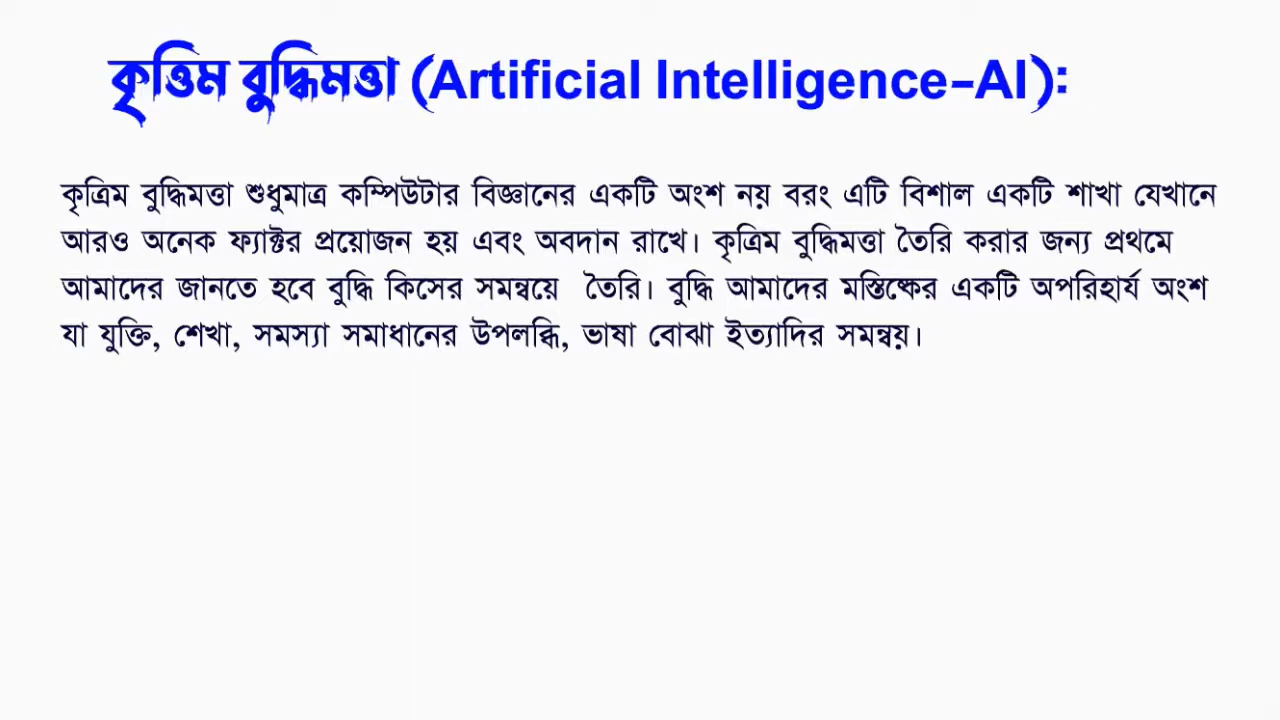 কৃত্তিম বুদ্ধিমত্তা (Artificial Intelligence-AI):
কৃত্রিম বুদ্ধিমত্তা শুধুমাত্র কম্পিউটার বিজ্ঞানের একটি অংশ নয় বরং এটি বিশাল একটি শাখা যেখানে
আরও অনেক ফ্যাক্টর প্রয়োজন হয় এবং অবদান রাখে। কৃত্রিম বুদ্ধিমত্তা তৈরি করার জন্য প্রথমে
আমাদের জানতে হবে বুদ্ধি কিসের সমন্বয়ে তৈরি। বুদ্ধি আমাদের মস্তিষ্কের একটি অপরিহার্য অংশ
যা যুক্তি, শেখা, সমস্যা সমাধানের উপলব্ধি, ভাষা বোঝা ইত্যাদির সমন্বয়।